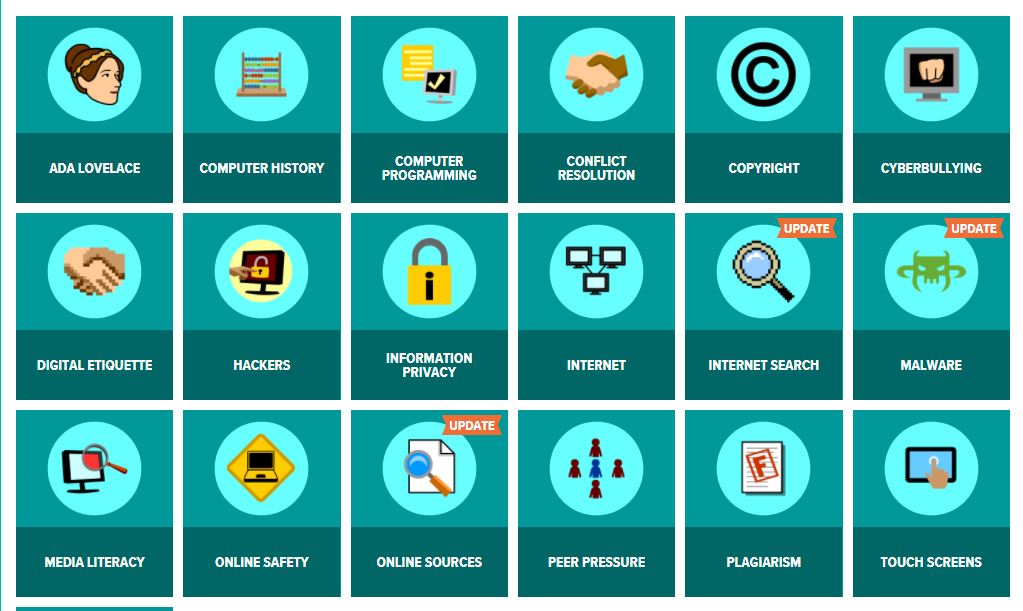 ADA LOVELACE
COMPUTER HISTORY
COMPUTER
PROGRAMMING
CONFLICT
RESOLUTION
©
COPYRIGHT
CYBERBULLYING
DIGITAL ETIQUETTE
HACKERS
i
INFORMATION
PRIVACY
INTERNET
UPDATE
INTERNET SEARCH
UPDATE
MALWARE
MEDIA LITERACY
ONLINE SAFETY
UPDATE
ONLINE SOURCES
PEER PRESSURE
F
PLAGIARISM
TOUCH SCREENS